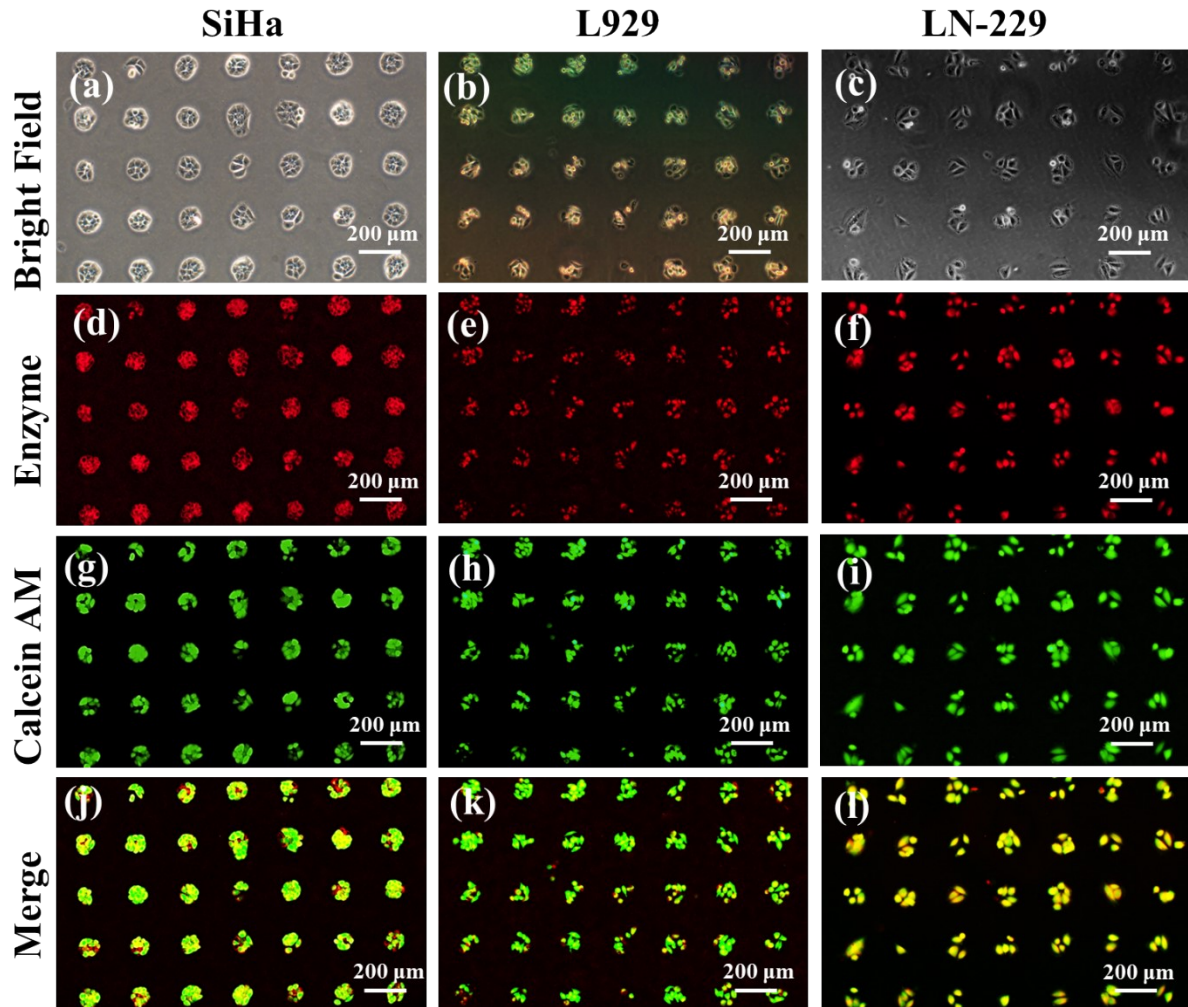 SiHa L929 LN-229
Bright Field
(a) (b) (c)
200 µm 200 µm 200 µm
Enzyme
(d) (e) (f)
200 µm 200 µm 200 µm
Calcein AM
(g) (h) (i)
200 µm 200 µm 200 µm
Merge
(j) (k) (l)
200 µm 200 µm 200 µm